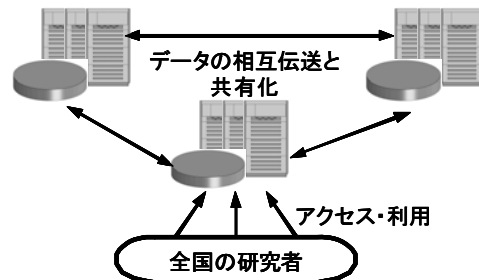 データの相互伝送と
共有化
アクセス・利用
全国の研究者